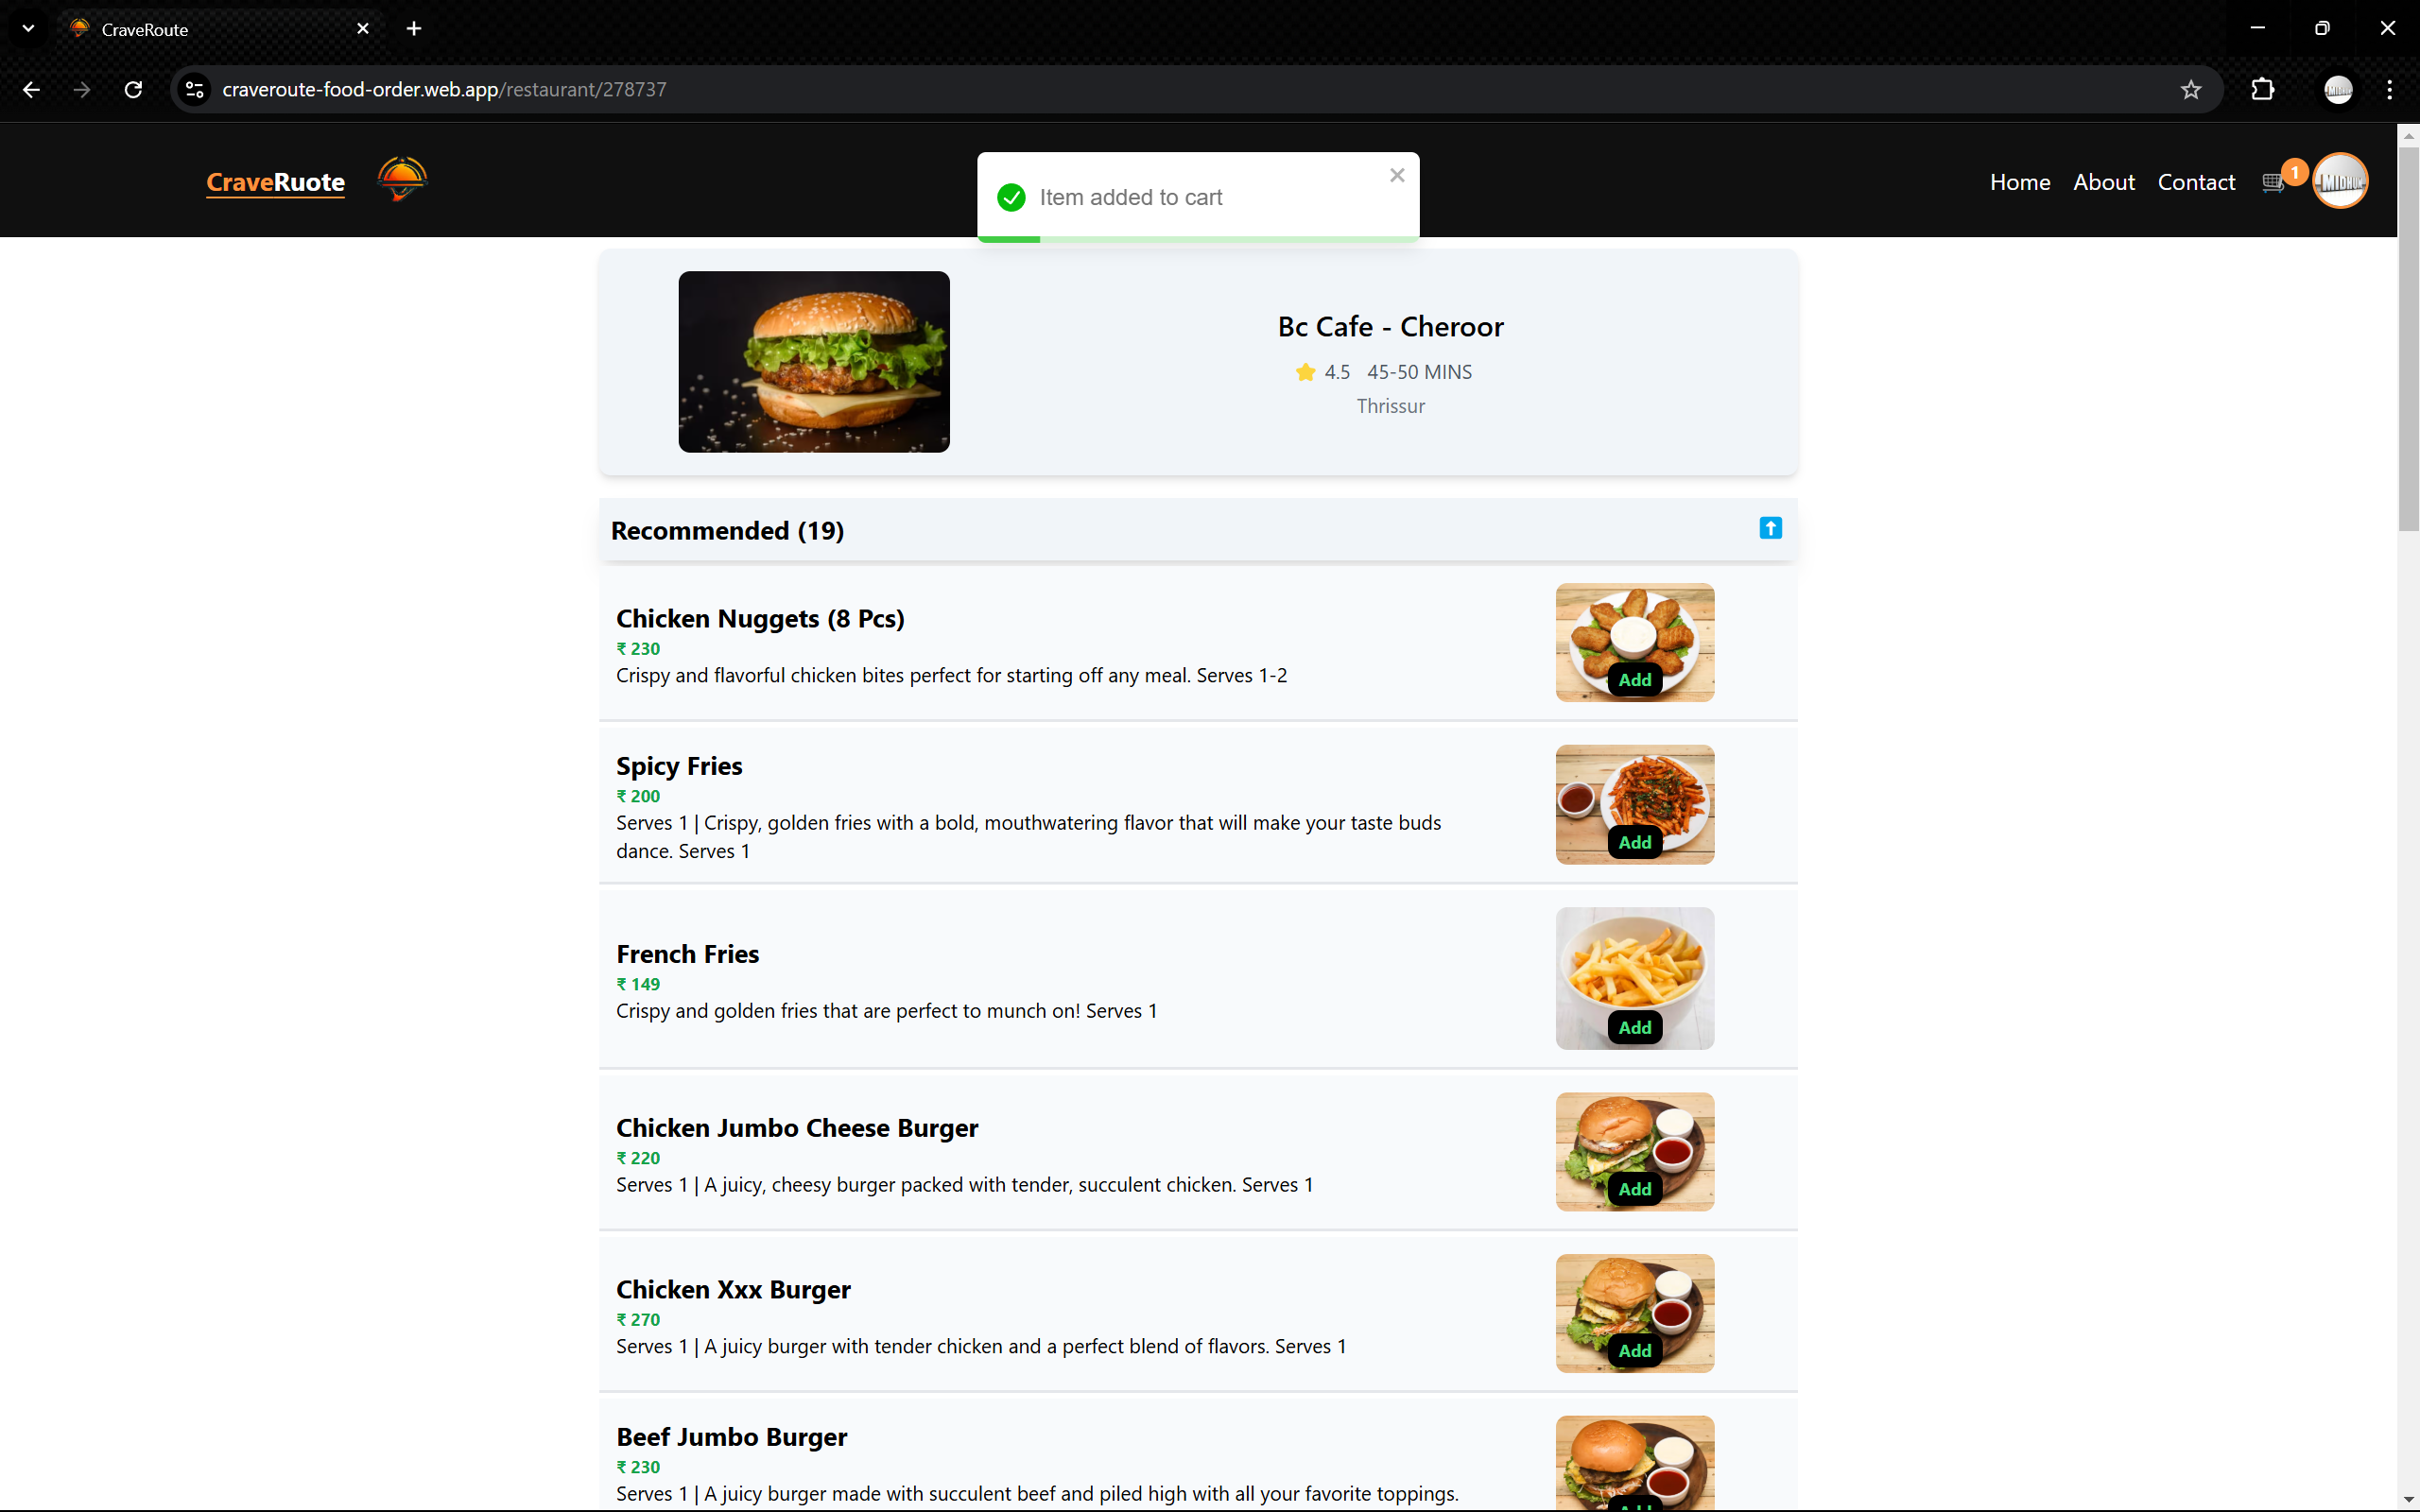 CraveRoute
craveroute-food-order.web.app/restaurant/278737
CraveRuote
Item added to cart
Home About Contact 1
MIDHUN
Bc Cafe - Cheroor
4.5 45-50 MINS
Thrissur
Recommended (19)
Chicken Nuggets (8 Pcs)
₹ 230
Crispy and flavorful chicken bites perfect for starting off any meal. Serves 1-2
Add
Spicy Fries
₹ 200
Serves 1 | Crispy, golden fries with a bold, mouthwatering flavor that will make your taste buds
dance. Serves 1
Add
French Fries
₹ 149
Crispy and golden fries that are perfect to munch on! Serves 1
Add
Chicken Jumbo Cheese Burger
₹ 220
Serves 1 | A juicy, cheesy burger packed with tender, succulent chicken. Serves 1
Add
Chicken Xxx Burger
₹ 270
Serves 1 | A juicy burger with tender chicken and a perfect blend of flavors. Serves 1
Add
Beef Jumbo Burger
₹ 230
Serves 1 | A juicy burger made with succulent beef and piled high with all your favorite toppings.